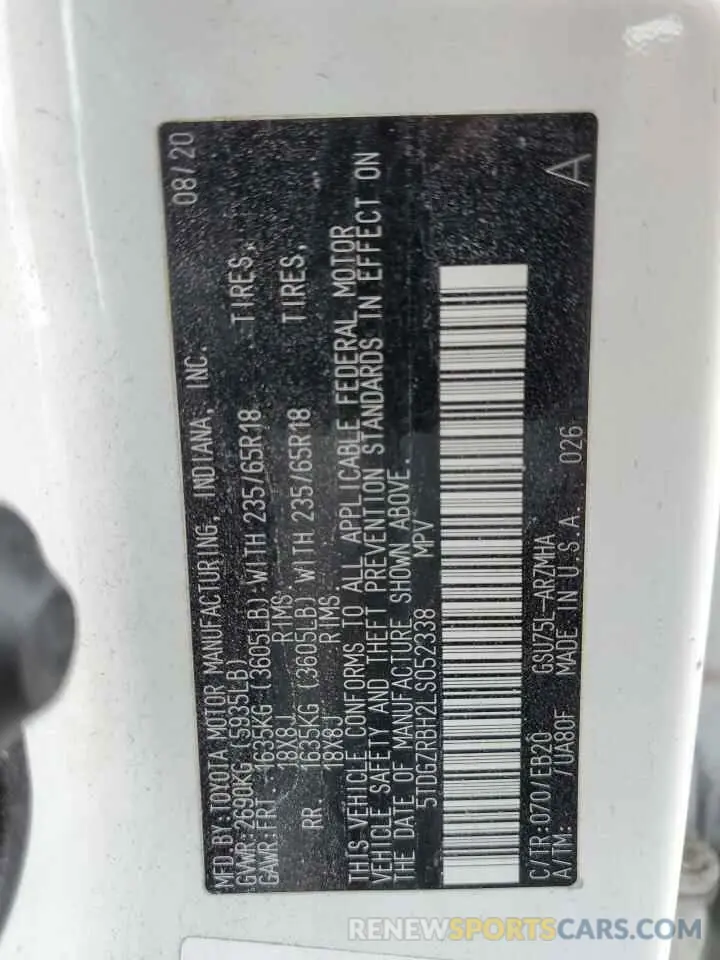 MFD.BY:TOYOTA MOTOR MANUFACTURING, INDIANA, INC. 08/20
GVWR:2690KG (5935LB)
GAWR:FRT. 1635KG (3605LB) WITH 235/65R18 TIRES,
18X8J RIMS.
RR. 1635KG (3605LB) WITH 235/65R18 TIRES,
18X8J RIMS.
THIS VEHICLE CONFORMS TO ALL APPLICABLE FEDERAL MOTOR
VEHICLE SAFETY AND THEFT PREVENTION STANDARDS IN EFFECT ON
THE DATE OF MANUFACTURE SHOWN ABOVE.
5TDGZRBH2LS052338 MPV
C/TR:070/EB20 GSU75L-ARZMHA A
A/TM: /UA80F MADE IN U.S.A. 026
RENEWSPORTSCARS.COM